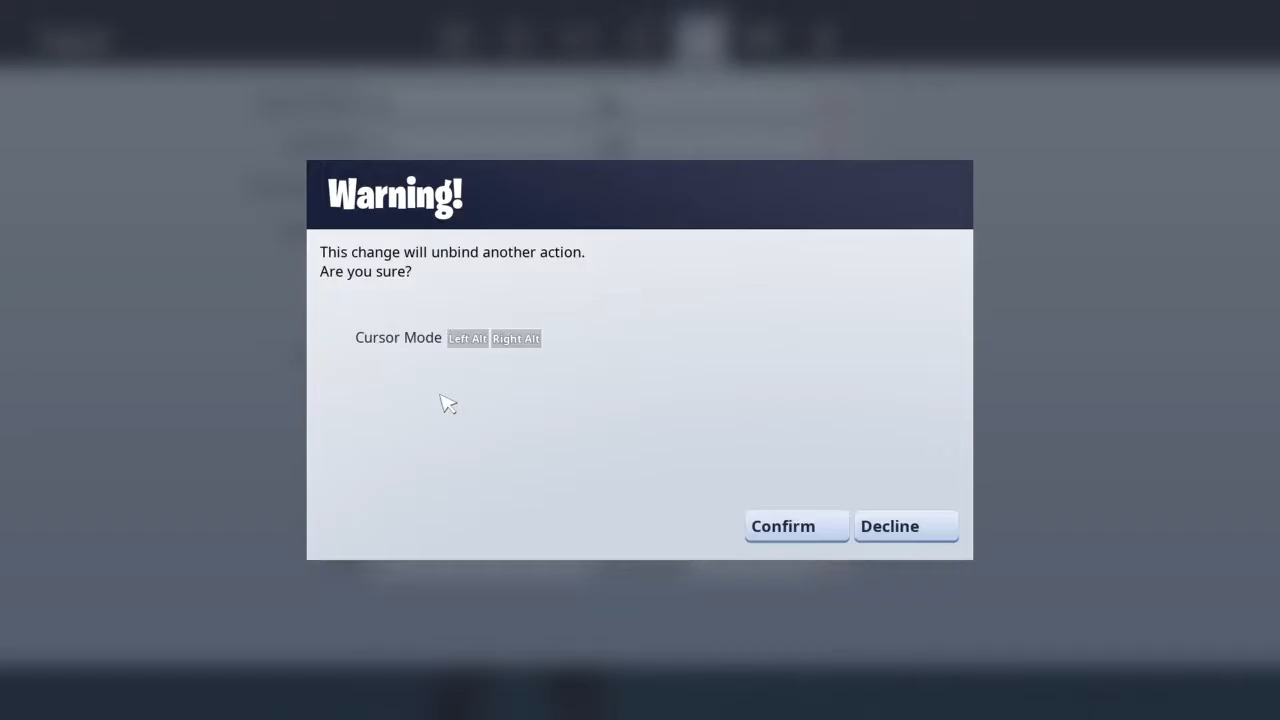 Warning!
This change will unbind another action.
Are you sure?
Cursor Mode Left Alt Right Alt
Confirm Decline